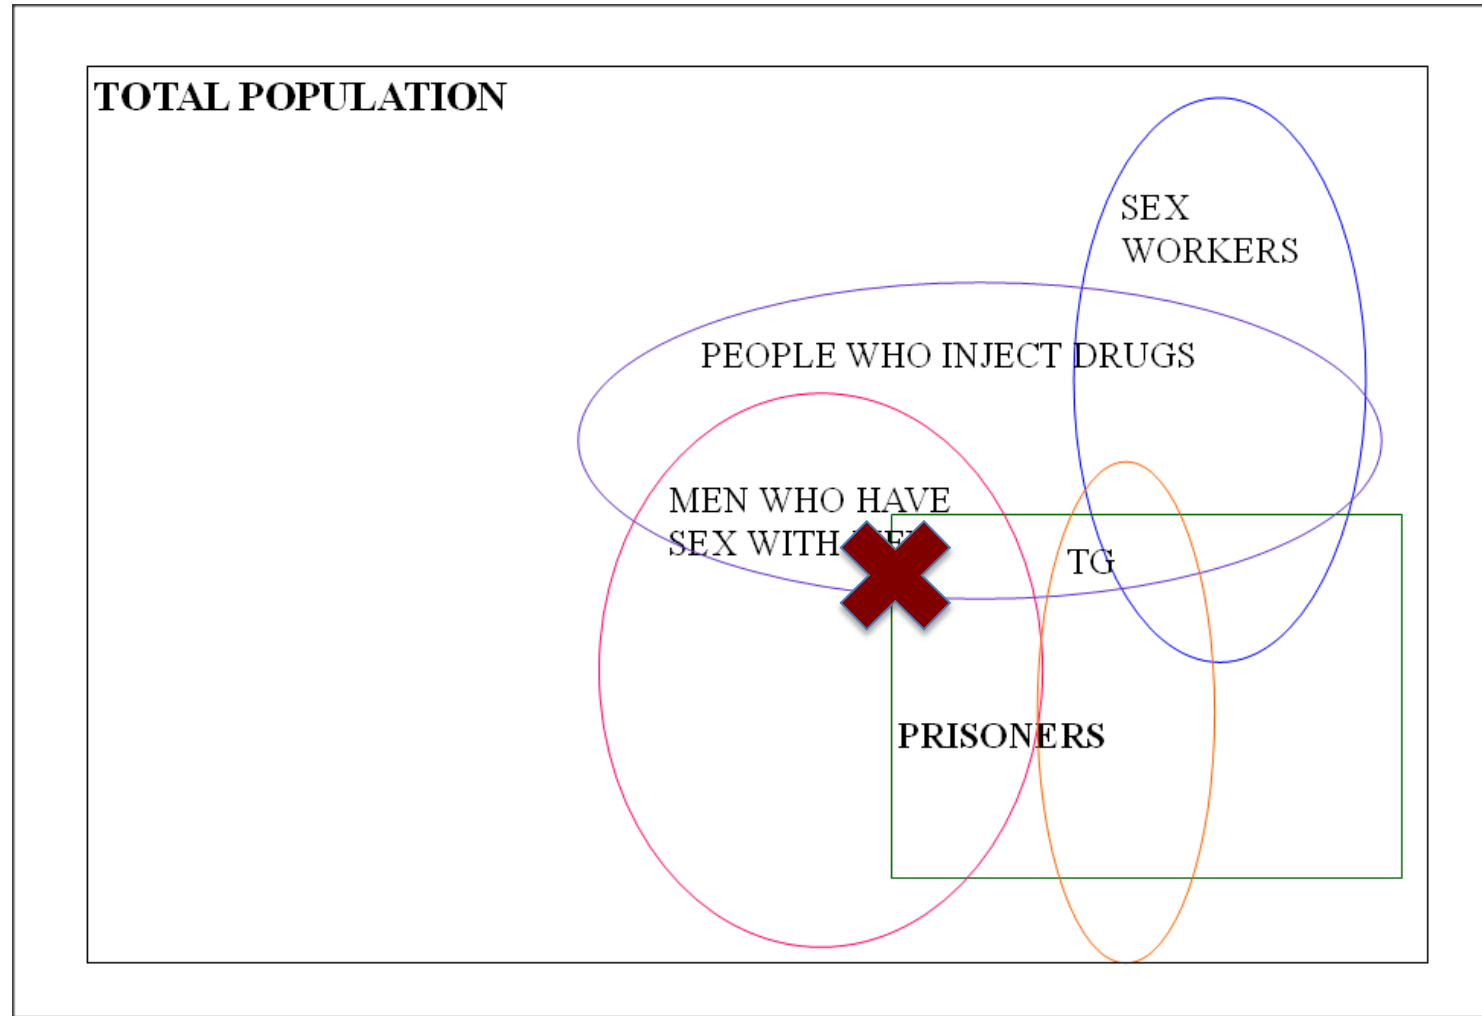 TOTAL POPULATION
SEX
WORKERS
PEOPLE WHO INJECT DRUGS
MEN WHO HAVE
SEX WITH
TG
PRISONERS